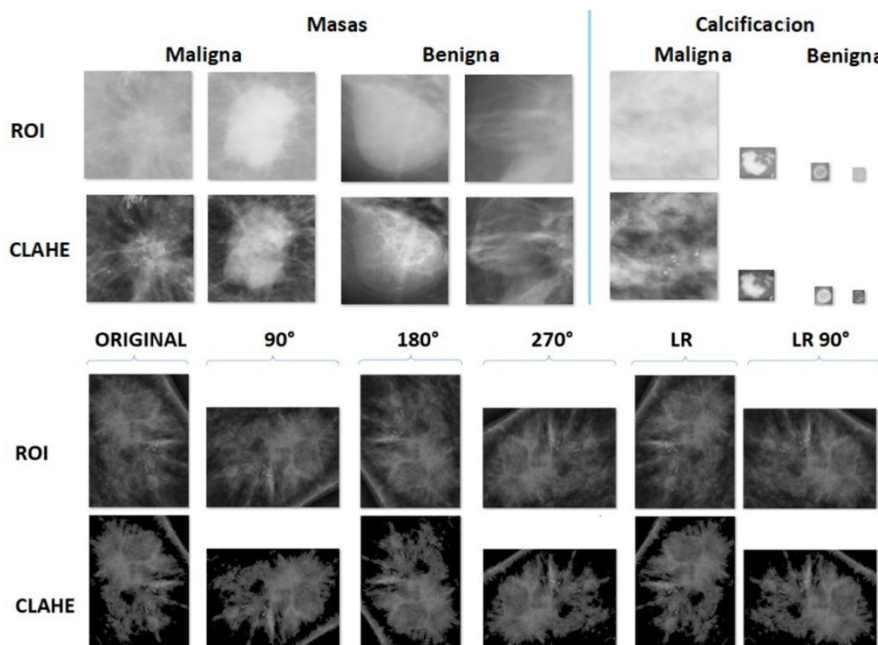 Masas
Calcificacion
Maligna
Benigna
Maligna
Benigna
ROI
CLAHE
ORIGINAL
90°
180°
270°
LR
LR 90°
ROI
CLAHE